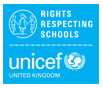 RIGHTS
RESPECTING
SCHOOLS
unicef
UNITED KINGDOM